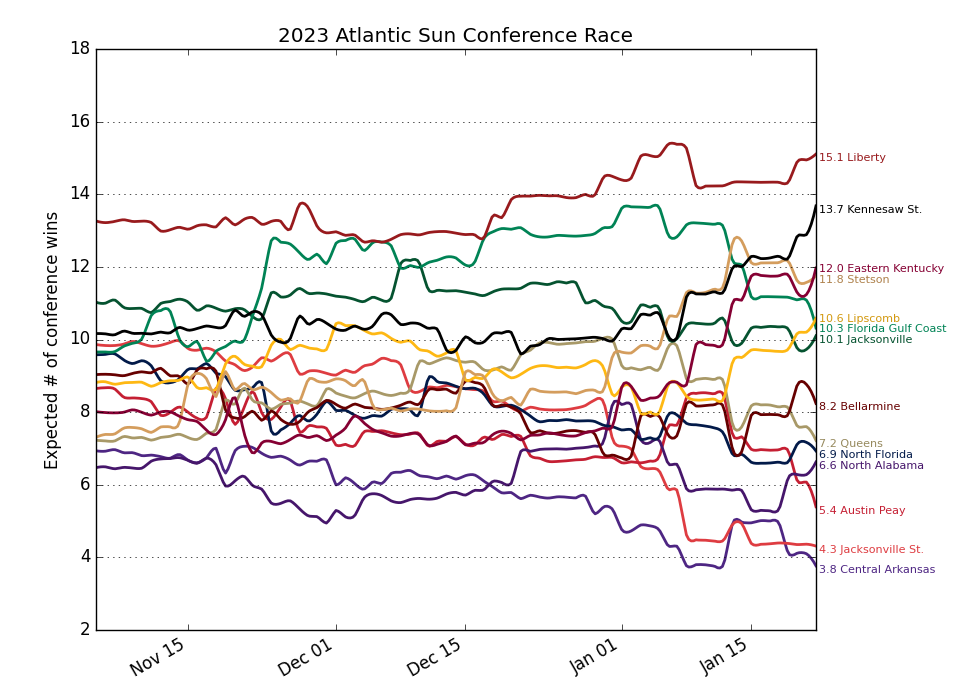 2023 Atlantic Sun Conference Race
Expected # of conference wins
18
16
14
12
10
8
6
4
2
Nov 15
Dec 01
Dec 15
Jan 01
Jan 15
15.1 Liberty
13.7 Kennesaw St.
12.0 Eastern Kentucky
11.8 Stetson
10.6 Lipscomb
10.3 Florida Gulf Coast
10.1 Jacksonville
8.2 Bellarmine
7.2 Queens
6.9 North Florida
6.6 North Alabama
5.4 Austin Peay
4.3 Jacksonville St.
3.8 Central Arkansas